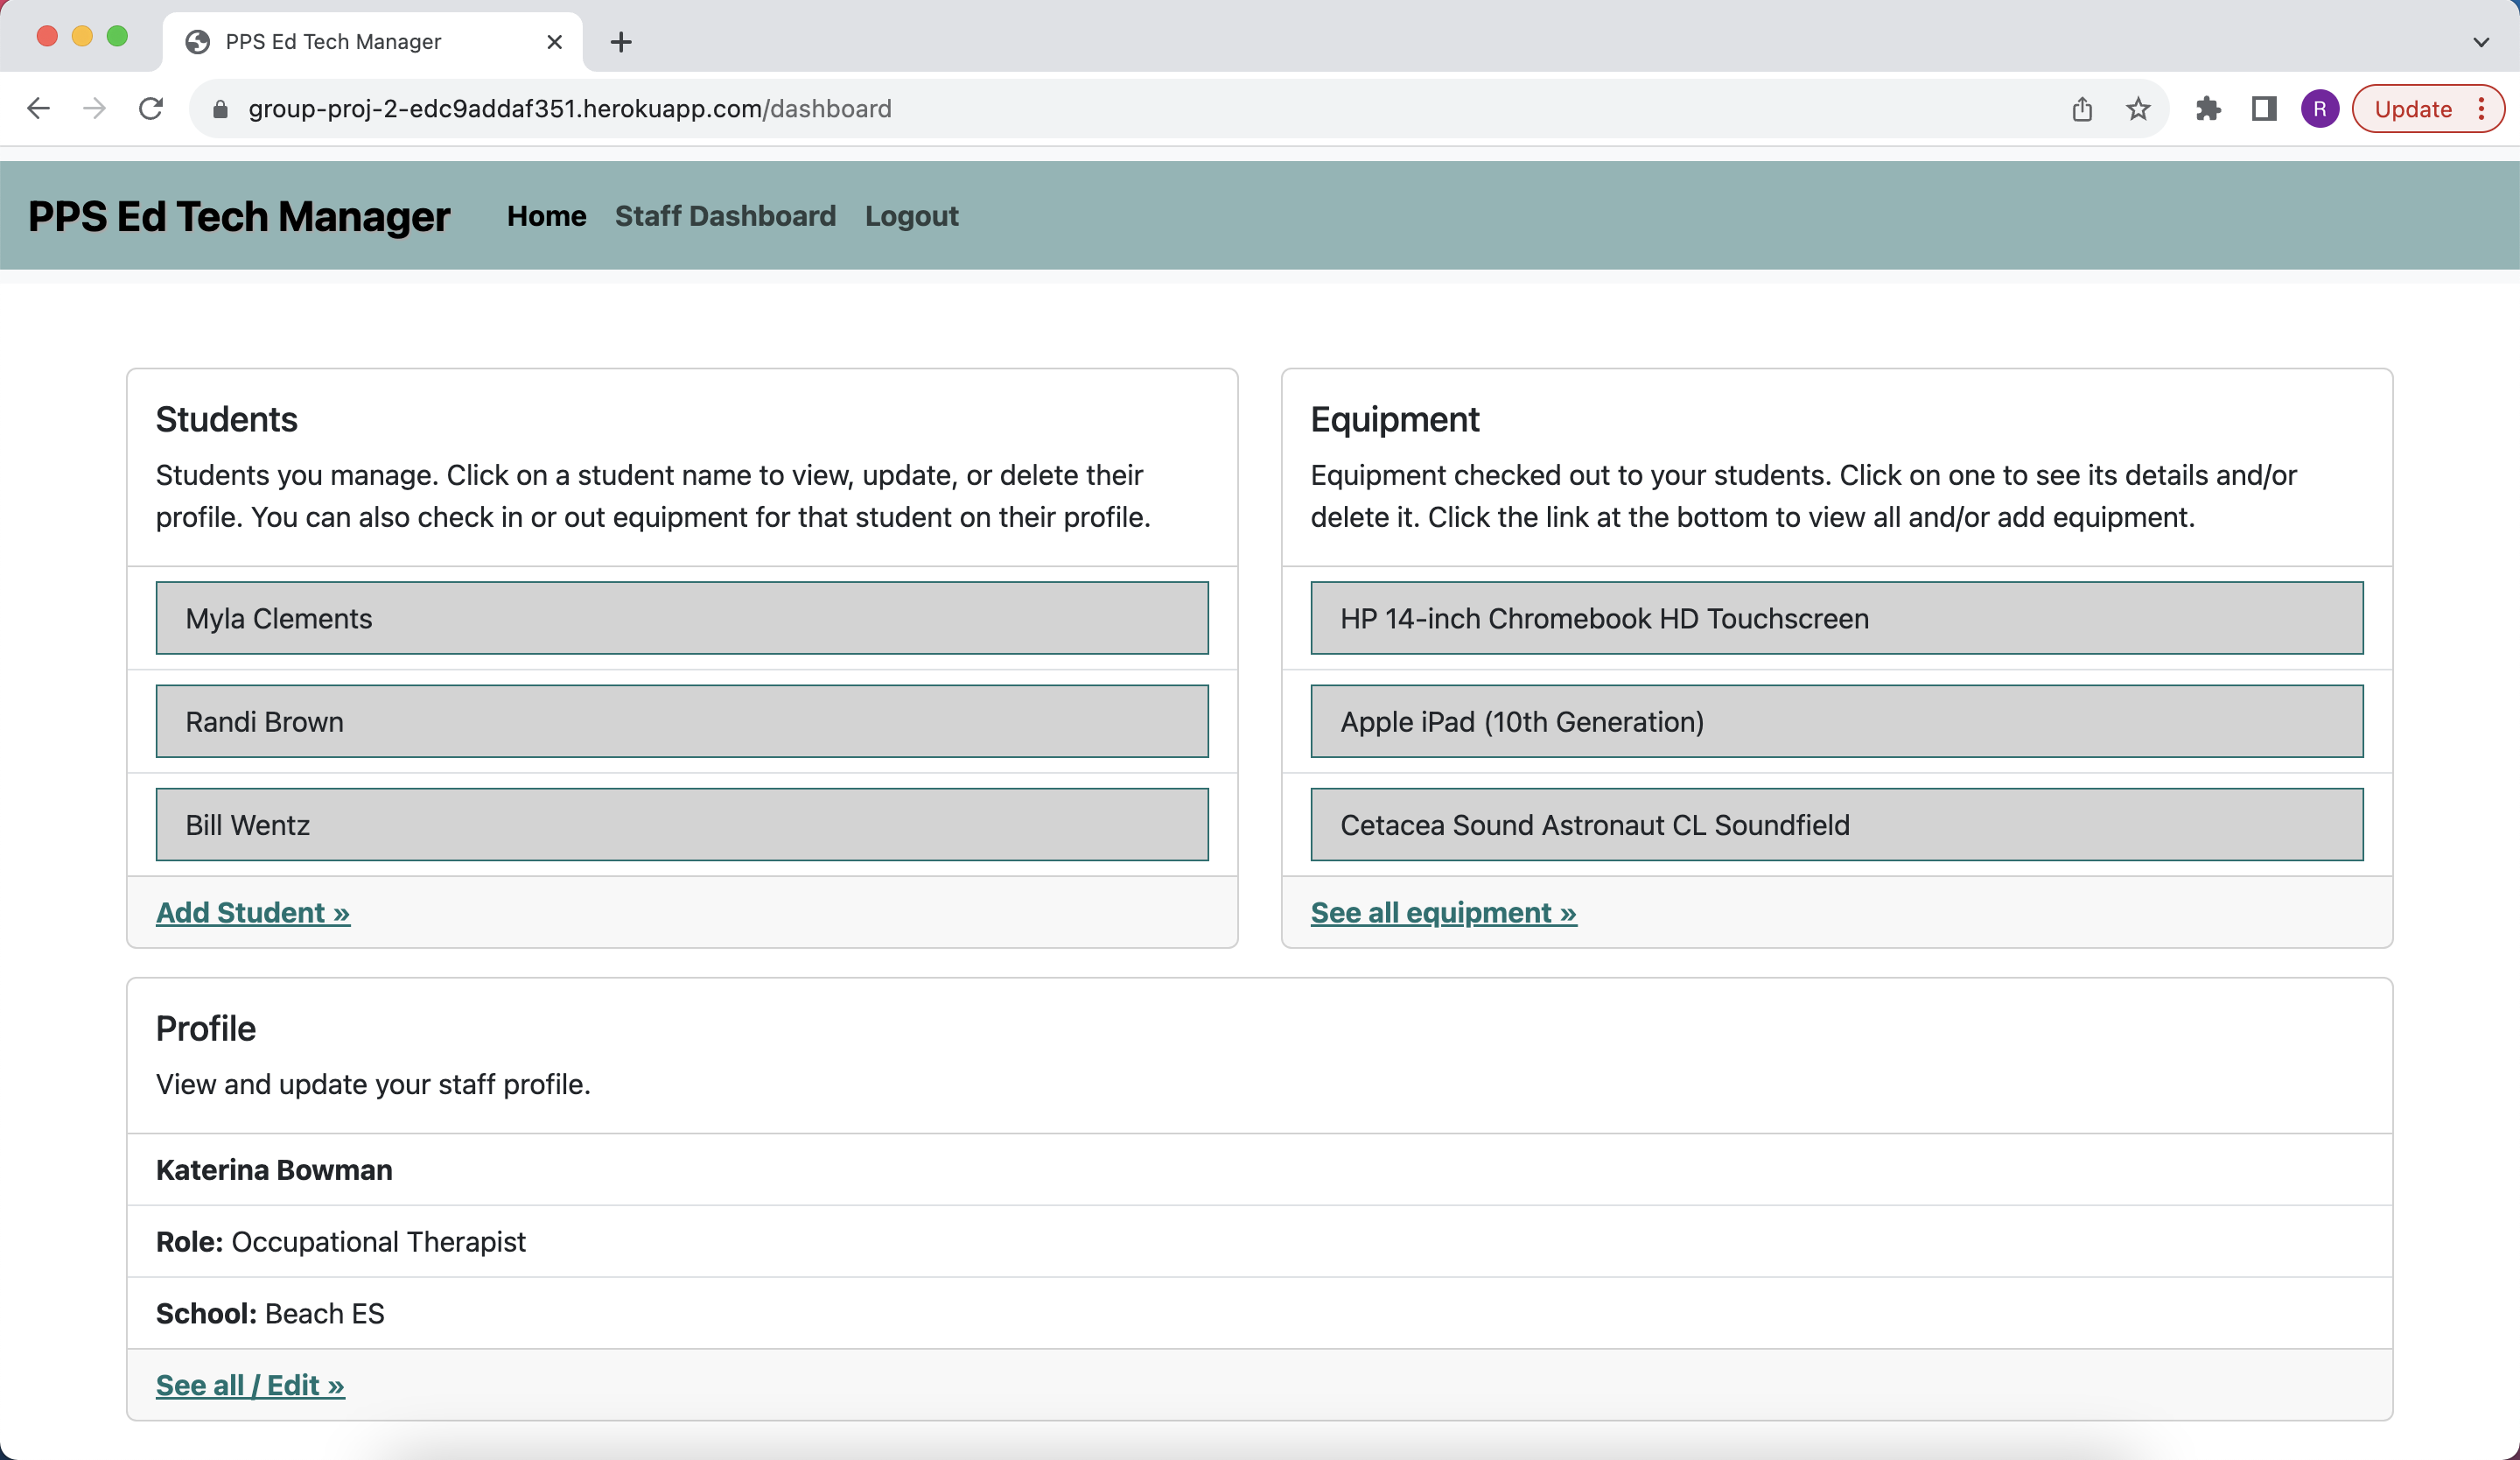 PPS Ed Tech Manager
group-proj-2-edc9addaf351.herokuapp.com/dashboard
R
Update
PPS Ed Tech Manager Home Staff Dashboard Logout
Students
Students you manage. Click on a student name to view, update, or delete their
profile. You can also check in or out equipment for that student on their profile.
Myla Clements
Randi Brown
Bill Wentz
Add Student »
Equipment
Equipment checked out to your students. Click on one to see its details and/or
delete it. Click the link at the bottom to view all and/or add equipment.
HP 14-inch Chromebook HD Touchscreen
Apple iPad (10th Generation)
Cetacea Sound Astronaut CL Soundfield
See all equipment »
Profile
View and update your staff profile.
Katerina Bowman
Role: Occupational Therapist
School: Beach ES
See all / Edit »